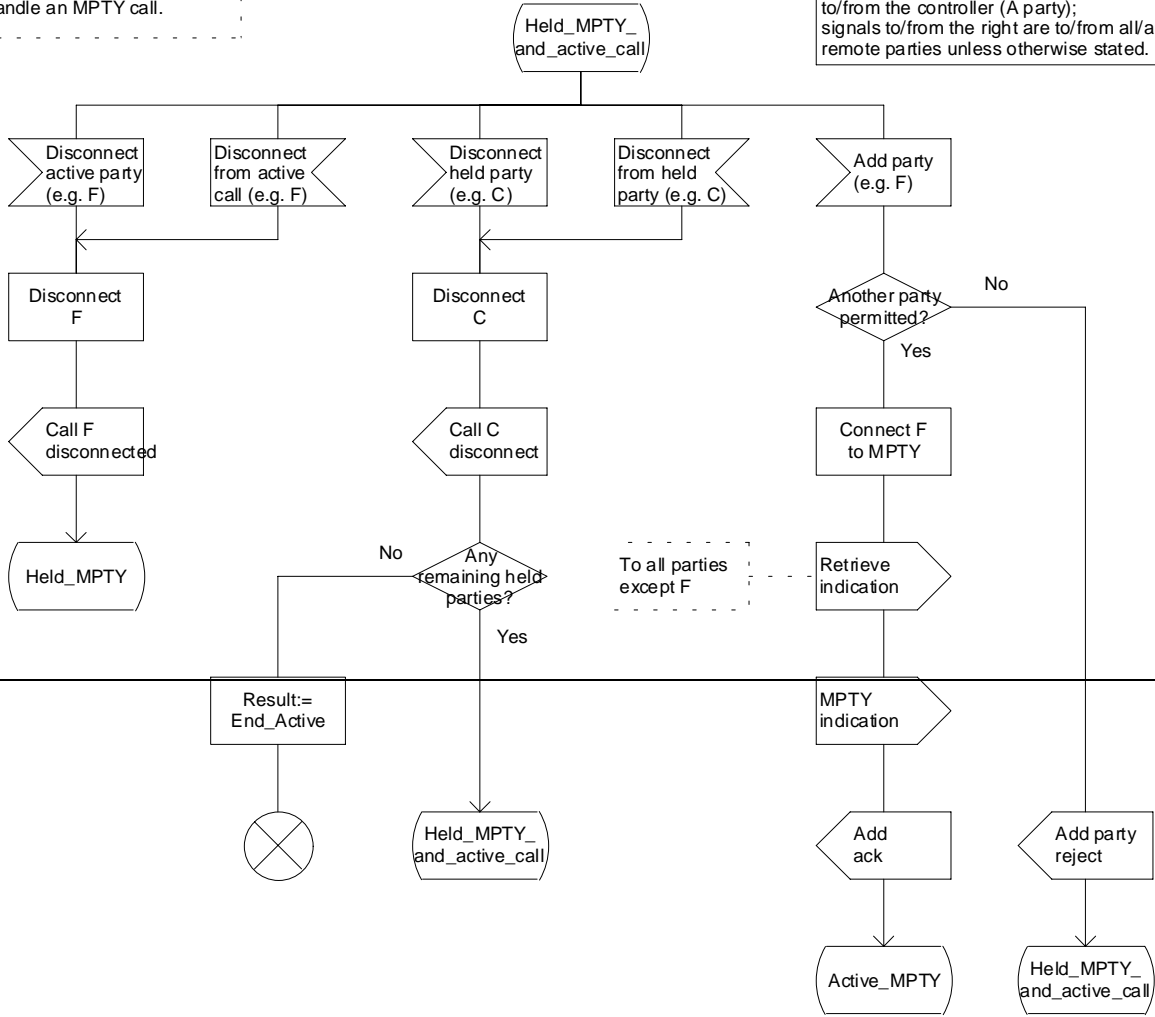 andle an MPTY call.
Held_MPTY_
and_active_call
to/from the controller (A party);
signals to/from the right are to/from all/a
remote parties unless otherwise stated.
Disconnect
active party
(e.g. F)
Disconnect
from active
call (e.g. F)
Disconnect
held party
(e.g. C)
Disconnect
from held
party (e.g. C)
Add party
(e.g. F)
Disconnect
F
Disconnect
C
Another party
permitted?
No
Yes
Call F
disconnected
Call C
disconnect
Connect F
to MPTY
Held_MPTY
No
Any
remaining held
parties?
Yes
To all parties
except F
Retrieve
indication
Result:=
End_Active
MPTY
indication
Held_MPTY_
and_active_call
Add
ack
Add party
reject
Active_MPTY
Held_MPTY_
and_active_call